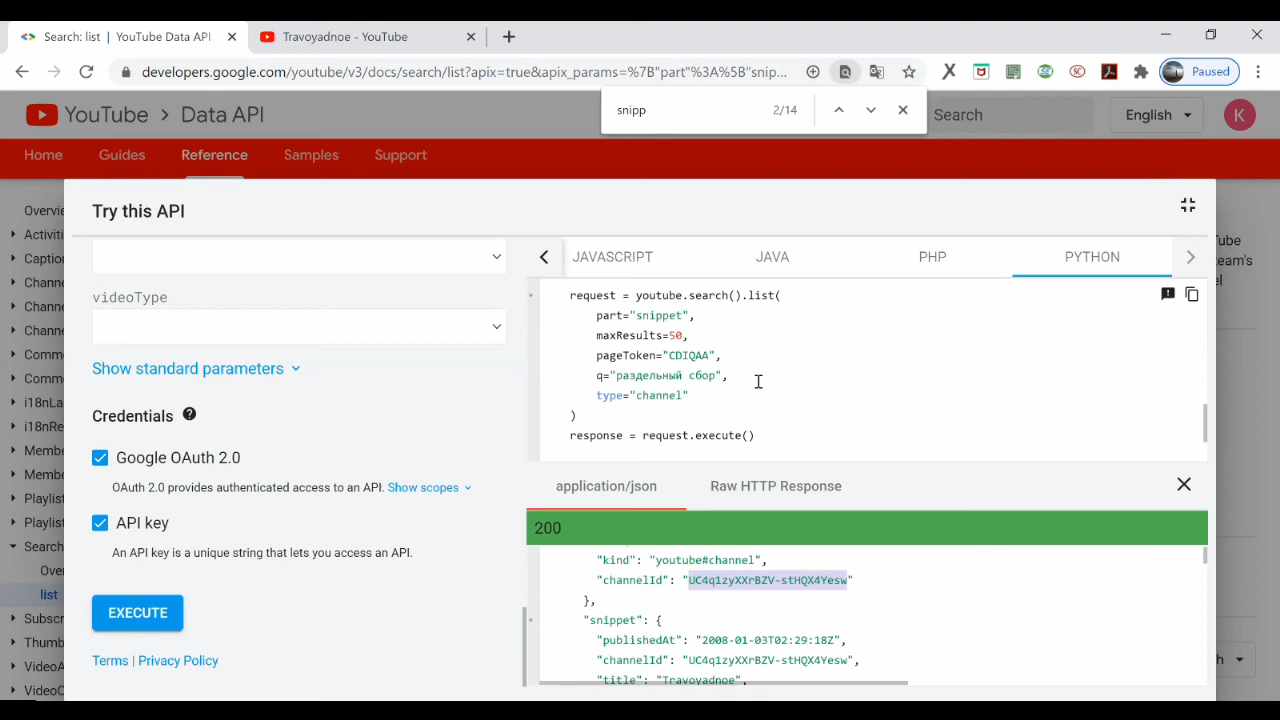 Search: list | YouTube Data API
Travoyadnoe - YouTube
developers.google.com/youtube/v3/docs/search/list?apix=true&apix_params=%7B"part"%3A%5B"snip...
Paused
snipp 2/14
YouTube > Data API
Search
English
K
Home Guides Reference Samples Support
Try this API
JAVASCRIPT JAVA PHP PYTHON
videoType
Show standard parameters
Credentials
Google OAuth 2.0
OAuth 2.0 provides authenticated access to an API. Show scopes
API key
An API key is a unique string that lets you access an API.
EXECUTE
Terms | Privacy Policy
request = youtube.search().list(
part="snippet",
maxResults=50,
pageToken="CDIQAA",
q="раздельный сбор",
type="channel"
)
response = request.execute()
application/json Raw HTTP Response
200
"kind": "youtube#channel",
"channelId": "UC4q1zyXXrBZV-stHQX4Yesw"
},
"snippet": {
"publishedAt": "2008-01-03T02:29:18Z",
"channelId": "UC4q1zyXXrBZV-stHQX4Yesw",
"title": "Travoyadnoe",
Overvie
Activiti
Caption
Channe
Channe
Channe
Comme
Comme
i18nLan
i18nRe
Membe
Membe
Playlist
Playlist
Search
Over
list
Subscr
Thumb
VideoA
VideoC
ube
eam's
el
h